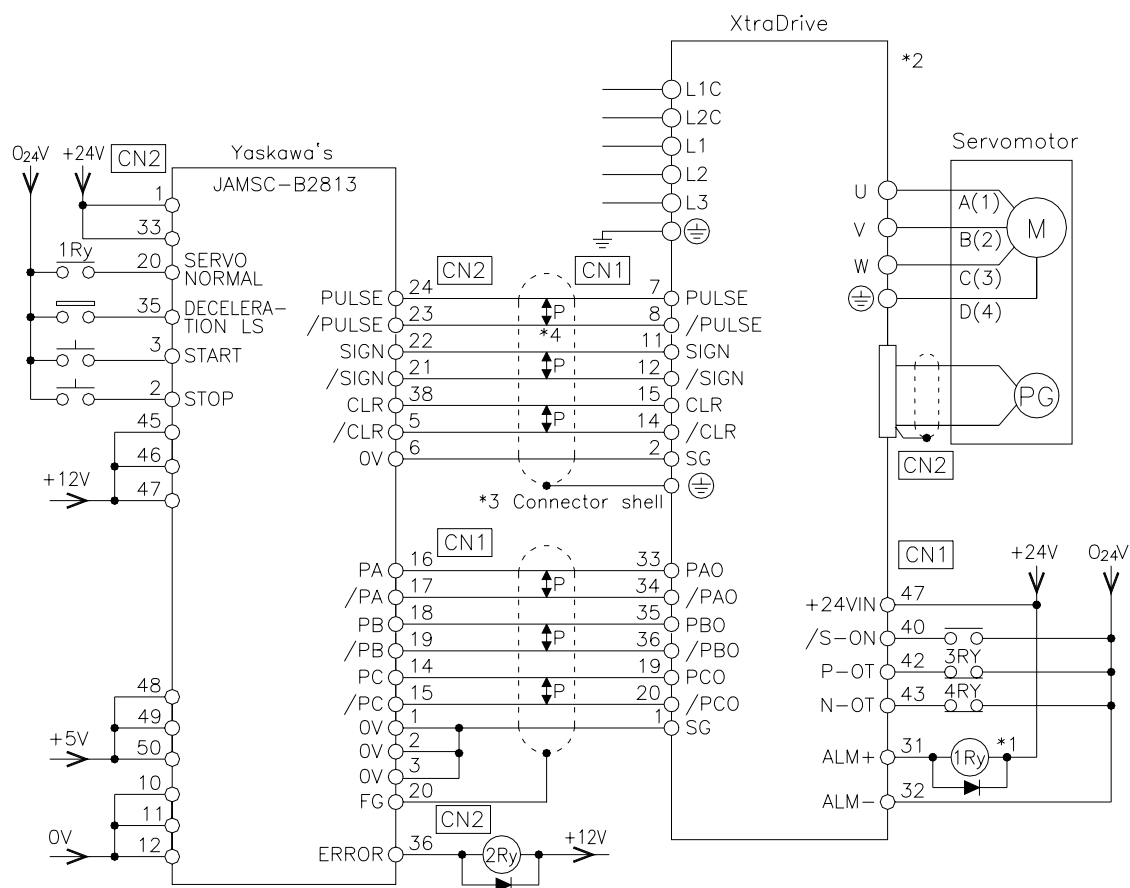 XtraDrive
*2
L1C
L2C
L1
L2
L3
Servomotor
U
V
W
A(1)
B(2)
C(3)
D(4)
M
PG
CN2
O24V
+24V
CN2
Yaskawa's
JAMSC-B2813
1
33
1Ry
20
SERVO
NORMAL
35
DECELERA-
TION LS
3
START
2
STOP
45
46
47
+12V
48
49
50
+5V
10
11
12
0V
CN2
CN1
PULSE 24 7 PULSE
P
/PULSE 23 8 /PULSE
*4
SIGN 22 11 SIGN
P
/SIGN 21 12 /SIGN
CLR 38 15 CLR
P
/CLR 5 14 /CLR
0V 6 2 SG
*3 Connector shell
CN1
PA 16 33 PAO
P
/PA 17 34 /PAO
PB 18 35 PBO
P
/PB 19 36 /PBO
PC 14 19 PCO
P
/PC 15 20 /PCO
0V 1 1 SG
0V 2
0V 3
FG 20
CN2
ERROR 36
2Ry
+12V
CN1
+24V
O24V
+24VIN 47
/S-ON 40
P-OT 42 3RY
N-OT 43 4RY
ALM+ 31 1Ry *1
ALM- 32